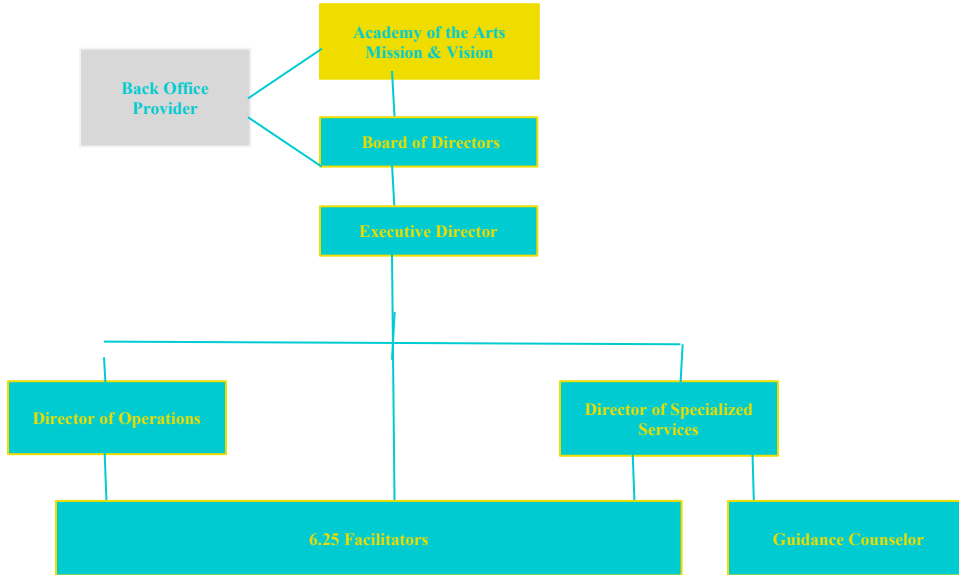 Academy of the Arts
Mission & Vision
Back Office
Provider
Board of Directors
Executive Director
Director of Operations
Director of Specialized
Services
6.25 Facilitators
Guidance Counselor